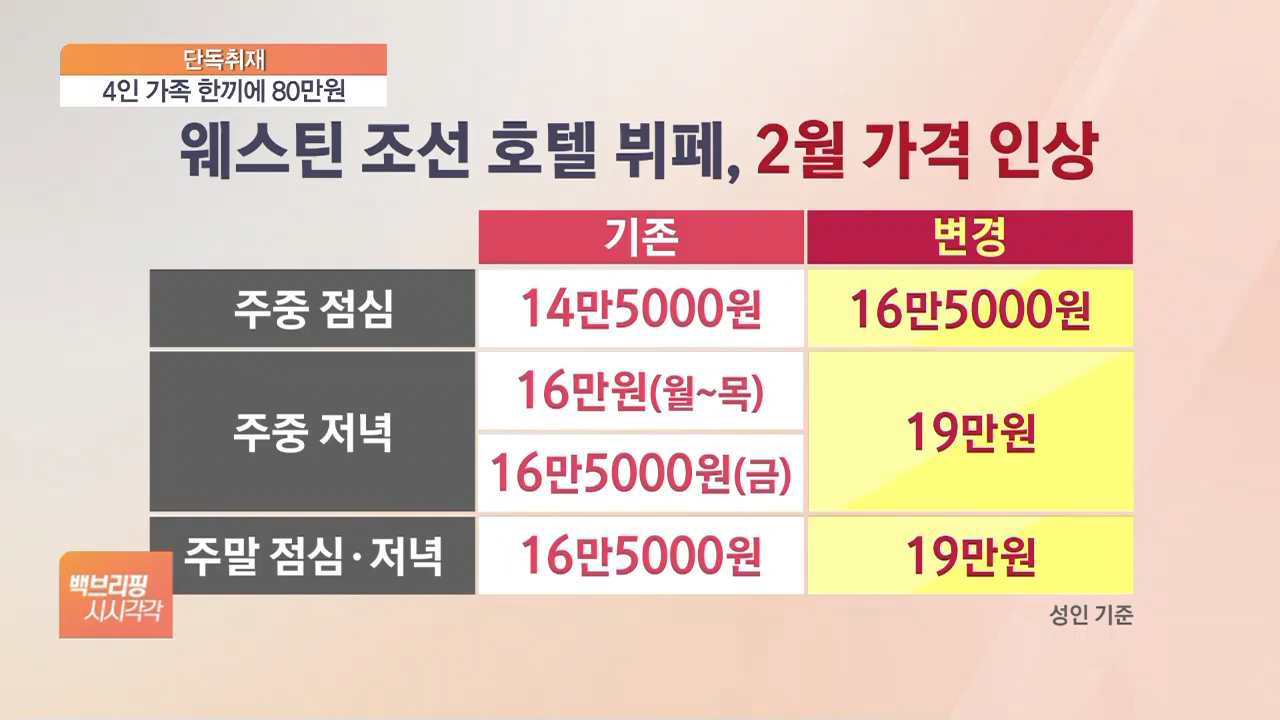 단독취재
4인 가족 한끼에 80만원
웨스틴 조선 호텔 뷔페, 2월 가격 인상
기존 변경
주중 점심 14만5000원 16만5000원
주중 저녁 16만원(월~목) 19만원
16만5000원(금)
주말 점심·저녁 16만5000원 19만원
백브리핑
시시각각
성인 기준